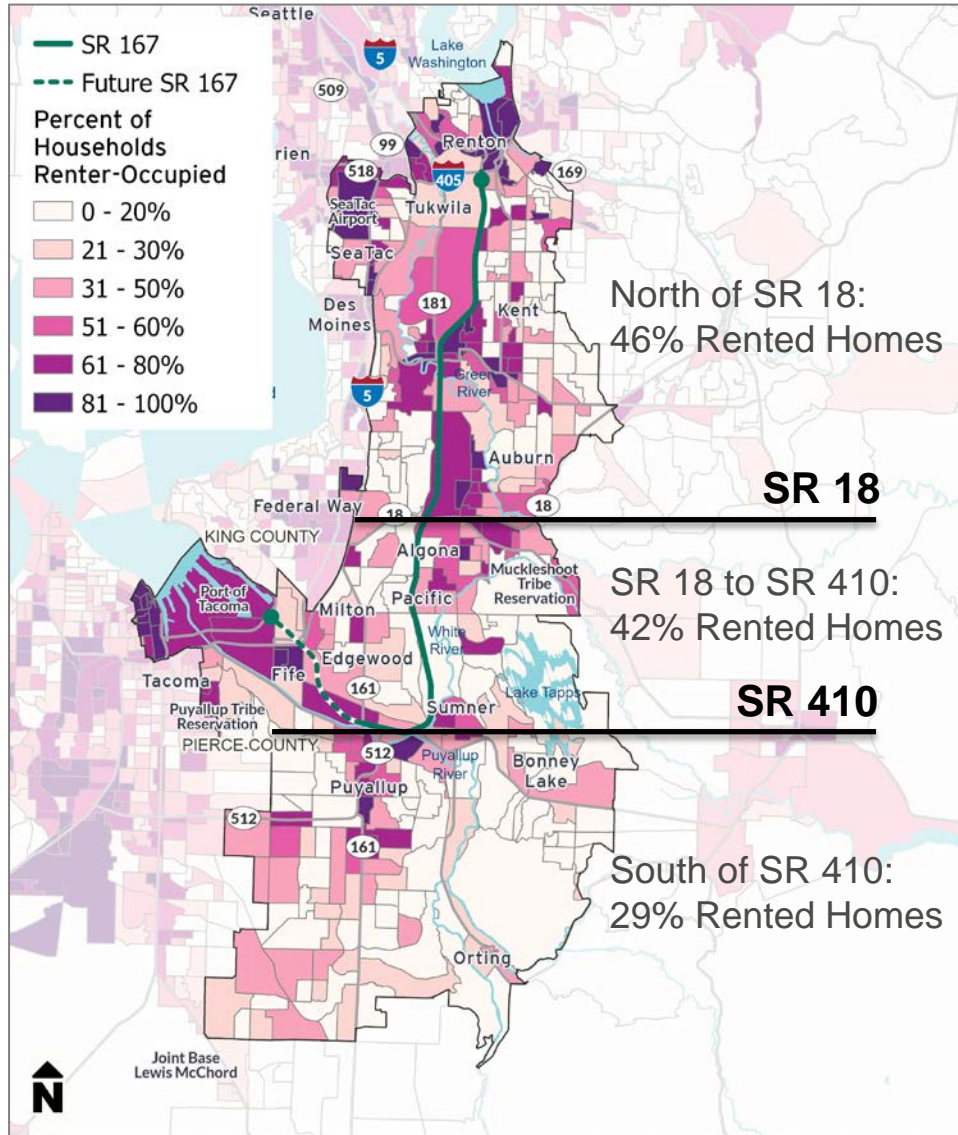 Seattle
SR 167
Future SR 167
Percent of
Households
Renter-Occupied
0 - 20%
21 - 30%
31 - 50%
51 - 60%
61 - 80%
81 - 100%
5
Lake
Washington
509
99
Renton
rien
518
405
169
SeaTac
Airport
Tukwila
SeaTac
181
Des
Moines
Kent
North of SR 18:
46% Rented Homes
Green
River
5
Auburn
SR 18
Federal Way
18
18
KING COUNTY
Algona
Muckleshoot
Tribe
Reservation
SR 18 to SR 410:
42% Rented Homes
Port of
Tacoma
Milton
Pacific
White
River
Edgewood
Fife
Tacoma
161
Lake Tapps
Sumner
SR 410
Puyallup Tribe
Reservation
PIERCE COUNTY
512
Puyallup
River
Bonney
Lake
Puyallup
512
161
South of SR 410:
29% Rented Homes
Orting
Joint Base
Lewis McChord
N